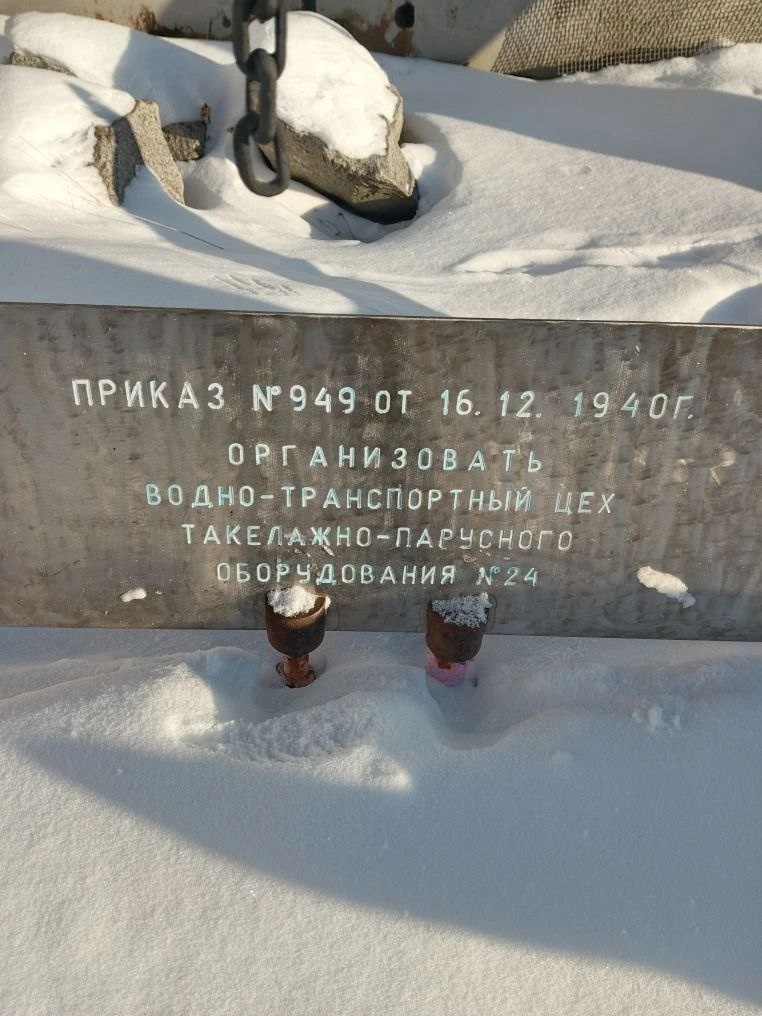 ПРИКАЗ №949 ОТ 16.12.1940Г.
ОРГАНИЗОВАТЬ
ВОДНО-ТРАНСПОРТНЫЙ ЦЕХ
ТАКЕЛАЖНО-ПАРУСНОГО
ОБОРУДОВАНИЯ №24